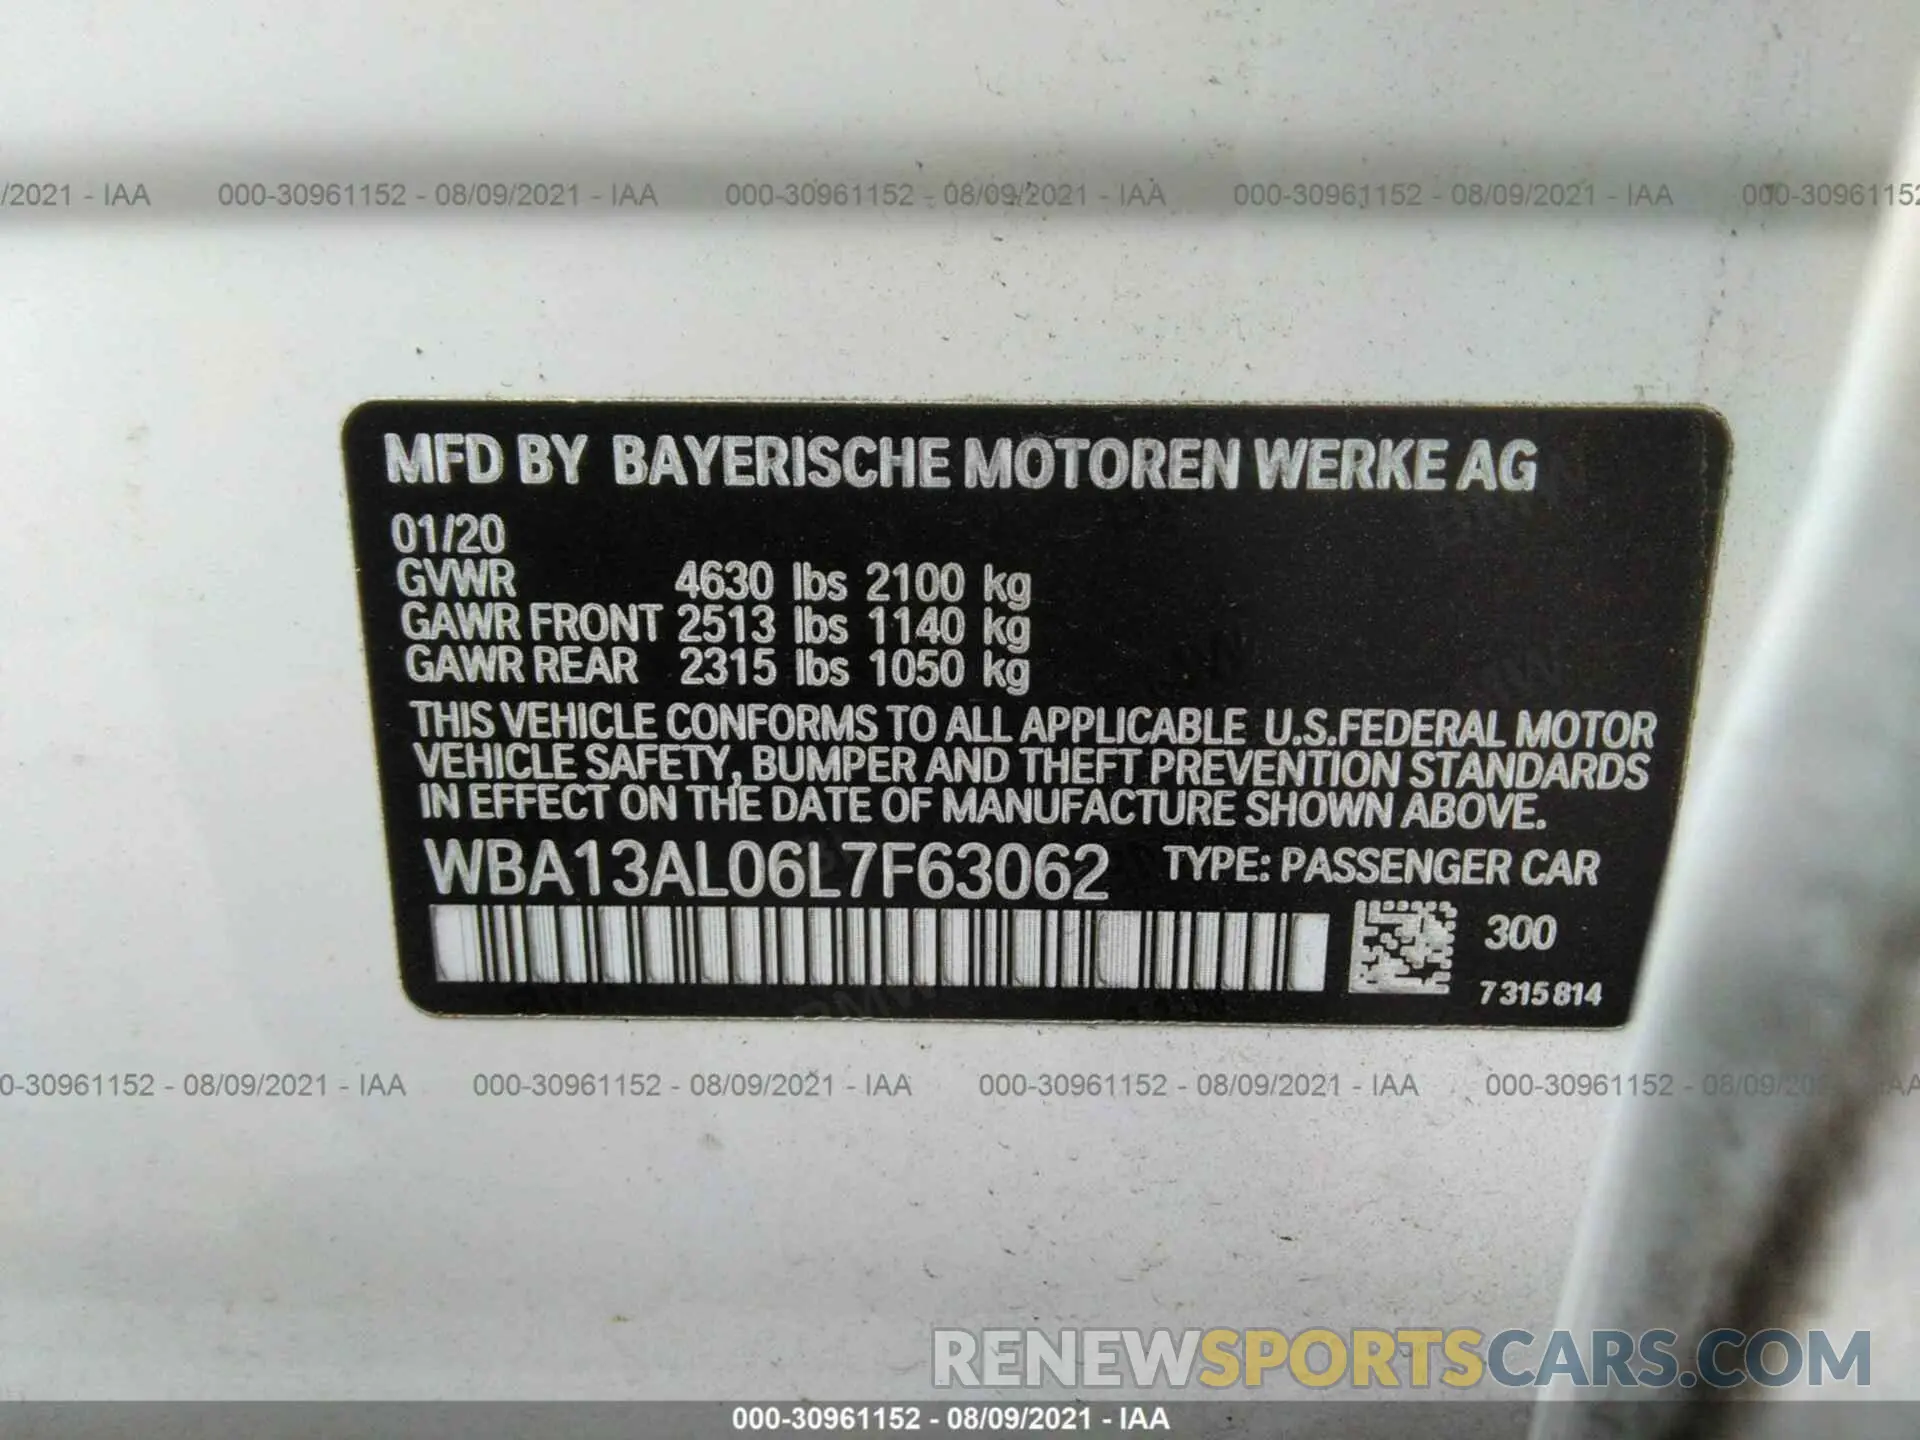 /2021 - IAA 000-30961152 - 08/09/2021 - IAA 000-30961152 - 08/09/2021 - IAA 000-30961152 - 08/09/2021 - IAA 000-3096115
MFD BY BAYERISCHE MOTOREN WERKE AG
01/20
GVWR 4630 lbs 2100 kg
GAWR FRONT 2513 lbs 1140 kg
GAWR REAR 2315 lbs 1050 kg
THIS VEHICLE CONFORMS TO ALL APPLICABLE U.S.FEDERAL MOTOR
VEHICLE SAFETY, BUMPER AND THEFT PREVENTION STANDARDS
IN EFFECT ON THE DATE OF MANUFACTURE SHOWN ABOVE.
WBA13AL06L7F63062 TYPE: PASSENGER CAR
300
7315814
0-30961152 - 08/09/2021 - IAA 000-30961152 - 08/09/2021 - IAA 000-30961152 - 08/09/2021 - IAA 000-30961152 - 08/09/20
RENEWSPORTSCARS.COM
000-30961152 - 08/09/2021 - IAA